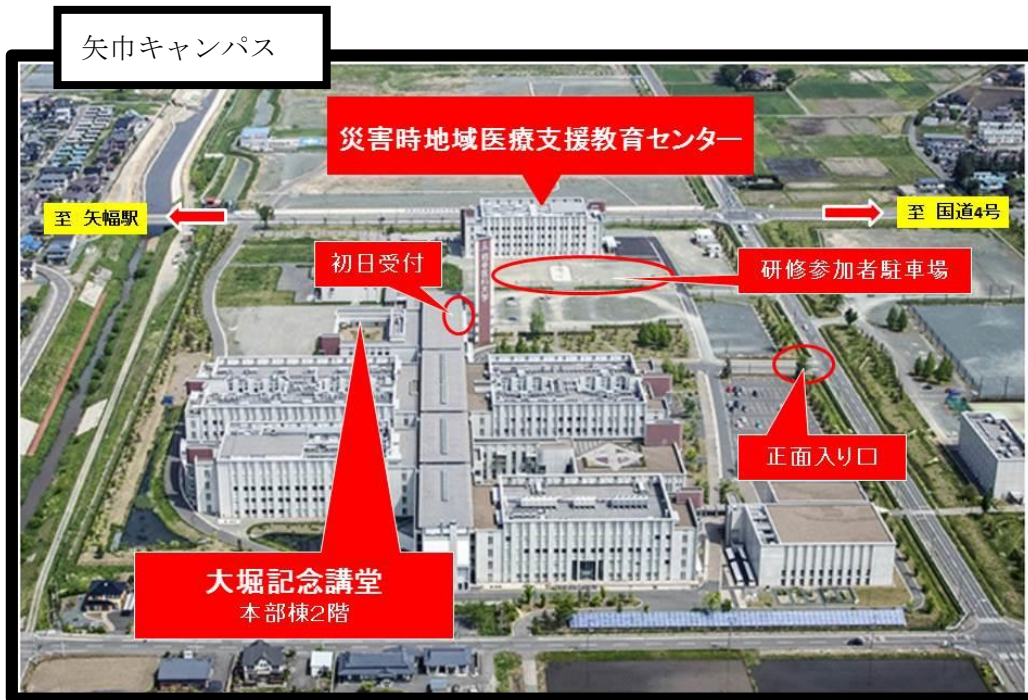 矢巾キャンパス
災害時地域医療支援教育センター
至 矢幅駅
至 国道4号
初日受付
研修参加者駐車場
正面入り口
大堀記念講堂
本部棟2階